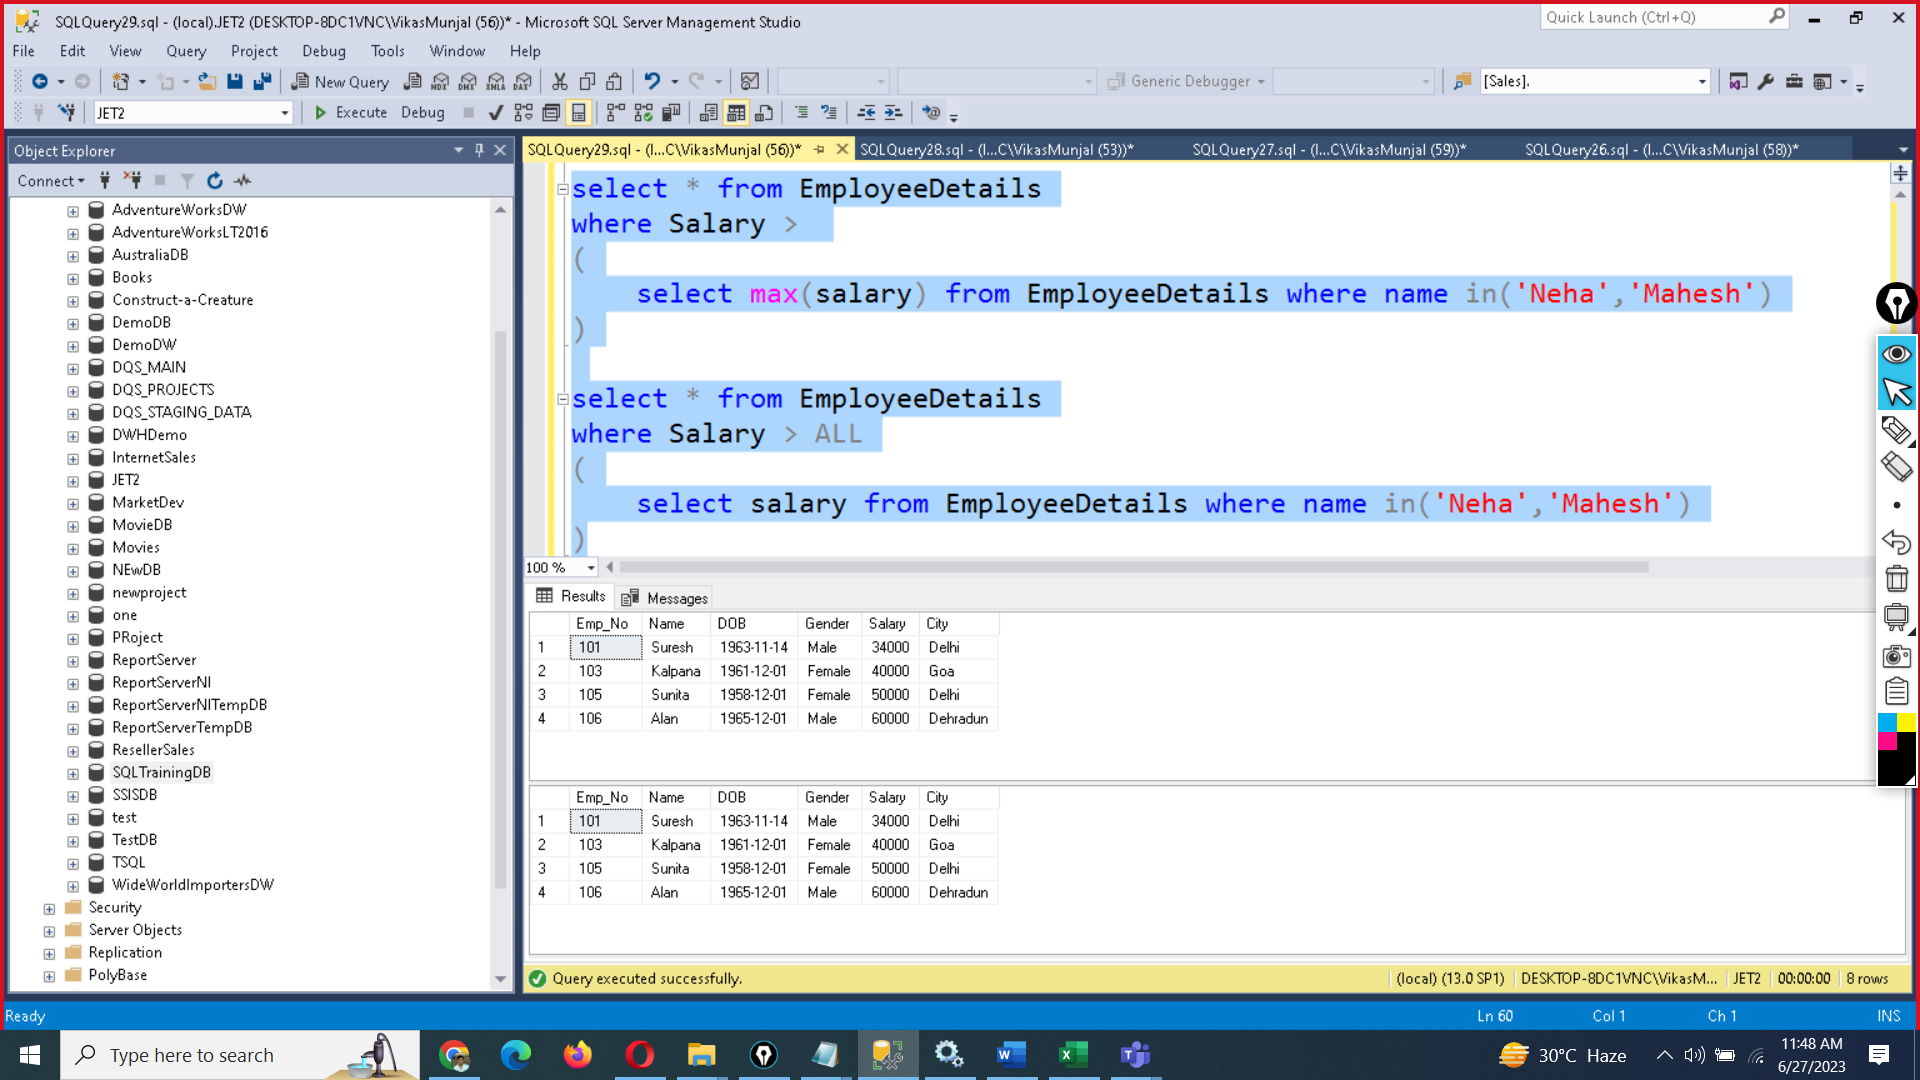 SQLQuery29.sql - (local).JET2 (DESKTOP-8DC1VNC\VikasMunjal (56))* - Microsoft SQL Server Management Studio
Quick Launch (Ctrl+Q)
File Edit View Query Project Debug Tools Window Help
New Query MDX DMX XMLA DAX Generic Debugger [Sales].
JET2 Execute Debug
Object Explorer
SQLQuery29.sql - (l...C\VikasMunjal (56))* SQLQuery28.sql - (l...C\VikasMunjal (53))* SQLQuery27.sql - (l...C\VikasMunjal (59))* SQLQuery26.sql - (l...C\VikasMunjal (58))*
Connect
AdventureWorksDW
AdventureWorksLT2016
AustraliaDB
Books
Construct-a-Creature
DemoDB
DemoDW
DQS_MAIN
DQS_PROJECTS
DQS_STAGING_DATA
DWHDemo
InternetSales
JET2
MarketDev
MovieDB
Movies
NEwDB
newproject
one
PRoject
ReportServer
ReportServerNI
ReportServerNITempDB
ReportServerTempDB
ResellerSales
SQLTrainingDB
SSISDB
test
TestDB
TSQL
WideWorldImportersDW
Security
Server Objects
Replication
PolyBase
select * from EmployeeDetails
where Salary >
(
select max(salary) from EmployeeDetails where name in('Neha','Mahesh')
)
select * from EmployeeDetails
where Salary > ALL
(
select salary from EmployeeDetails where name in('Neha','Mahesh')
)
100 %
Results Messages
Emp_No Name DOB Gender Salary City
1 101 Suresh 1963-11-14 Male 34000 Delhi
2 103 Kalpana 1961-12-01 Female 40000 Goa
3 105 Sunita 1958-12-01 Female 50000 Delhi
4 106 Alan 1965-12-01 Male 60000 Dehradun
Emp_No Name DOB Gender Salary City
1 101 Suresh 1963-11-14 Male 34000 Delhi
2 103 Kalpana 1961-12-01 Female 40000 Goa
3 105 Sunita 1958-12-01 Female 50000 Delhi
4 106 Alan 1965-12-01 Male 60000 Dehradun
Query executed successfully. (local) (13.0 SP1) DESKTOP-8DC1VNC\VikasM... JET2 00:00:00 8 rows
Ready Ln 60 Col 1 Ch 1 INS
Type here to search
30°C Haze
11:48 AM
6/27/2023